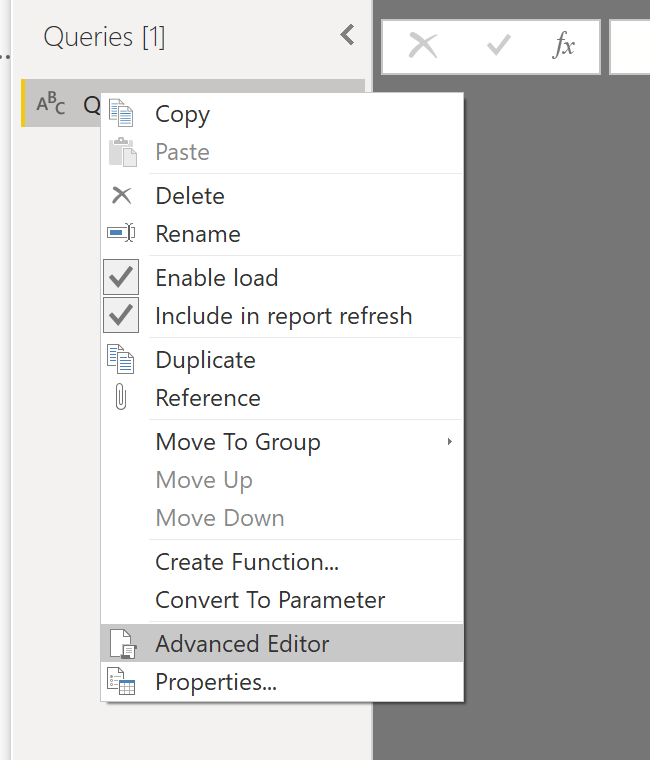 Queries [1]
fx
ABC Q
Copy
Paste
Delete
Rename
Enable load
Include in report refresh
Duplicate
Reference
Move To Group
Move Up
Move Down
Create Function...
Convert To Parameter
Advanced Editor
Properties...